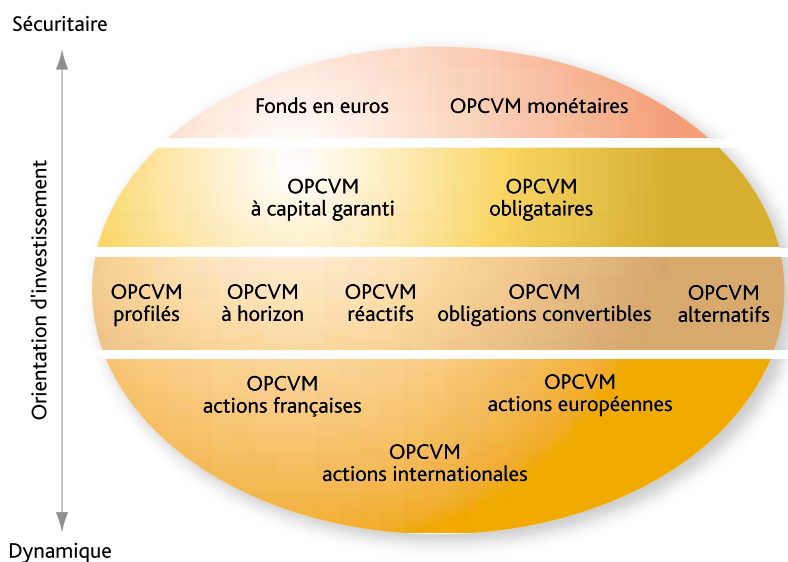 Sécuritaire
Orientation d'investissement
Fonds en euros
OPCVM monétaires
OPCVM
à capital garanti
OPCVM
obligataires
OPCVM
profilés
OPCVM
à horizon
OPCVM
réactifs
OPCVM
obligations convertibles
OPCVM
alternatifs
OPCVM
actions françaises
OPCVM
actions européennes
OPCVM
actions internationales
Dynamique